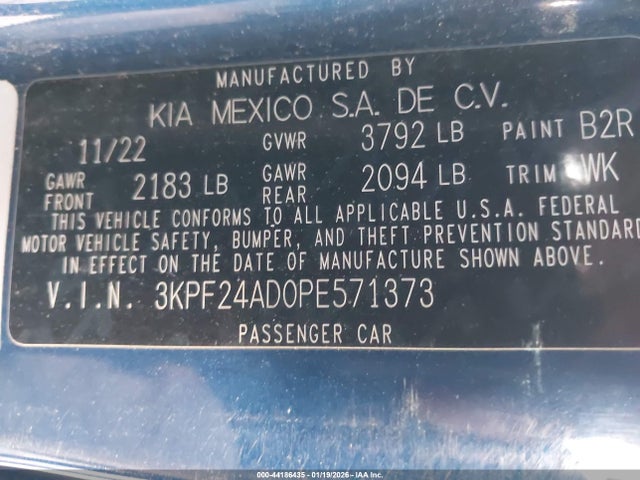 MANUFACTURED BY
KIA MEXICO S.A. DE C.V.
11/22 GVWR 3792 LB PAINT B2R
GAWR FRONT 2183 LB GAWR REAR 2094 LB TRIM WK
THIS VEHICLE CONFORMS TO ALL APPLICABLE U.S.A. FEDERAL
MOTOR VEHICLE SAFETY, BUMPER, AND THEFT PREVENTION STANDARD
IN EFFECT ON THE DATE OF MANUFACTURE SHOWN ABOVE.
V.I.N. 3KPF24AD0PE571373
PASSENGER CAR
000-44186435 - 01/19/2026 - IAA Inc.